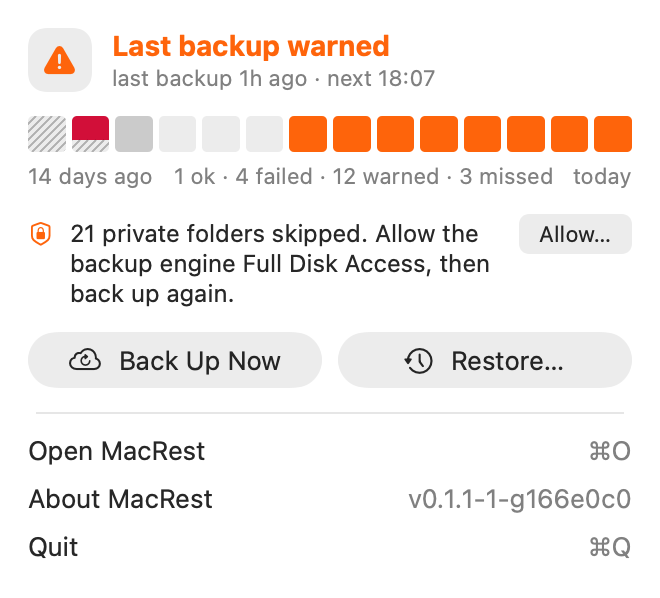 Last backup warned
last backup 1h ago · next 18:07
14 days ago 1 ok · 4 failed · 12 warned · 3 missed today
21 private folders skipped. Allow the
backup engine Full Disk Access, then
back up again.
Allow...
Back Up Now
Restore...
Open MacRest ⌘O
About MacRest v0.1.1-1-g166e0c0
Quit ⌘Q